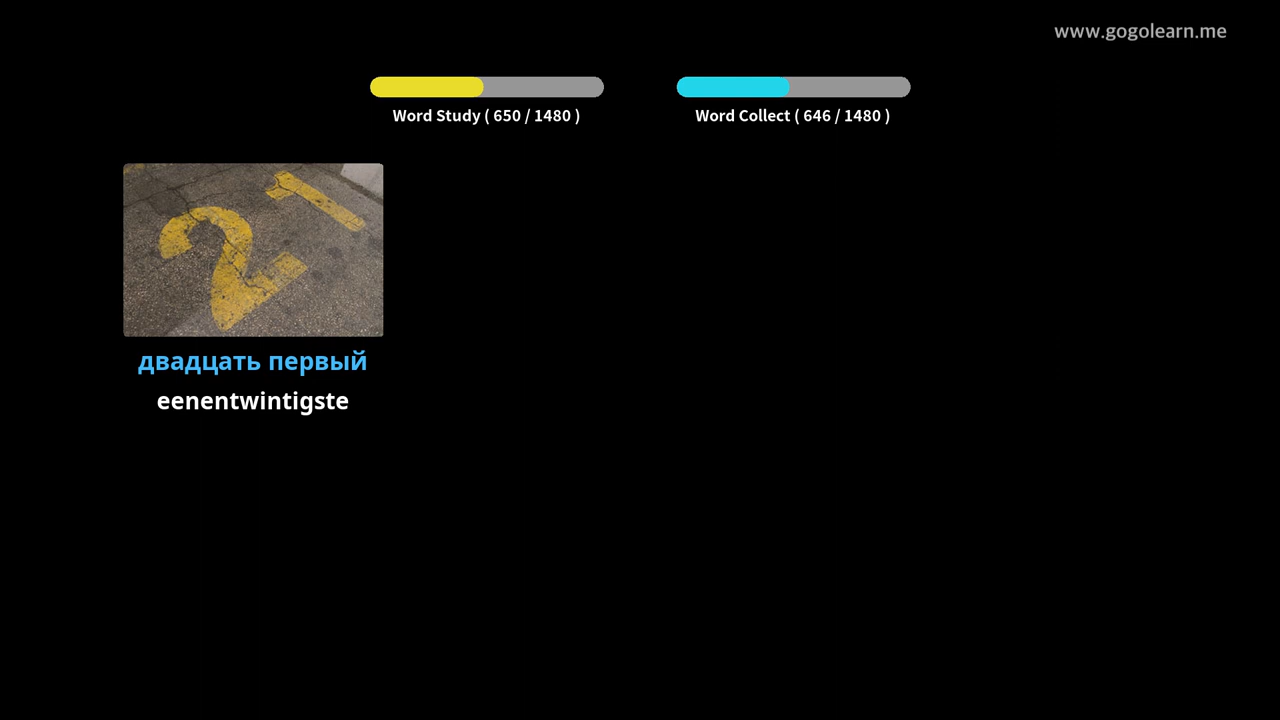 www.gogolearn.me
Word Study ( 650 / 1480 )
Word Collect ( 646 / 1480 )
21
двадцать первый
eenentwintigste